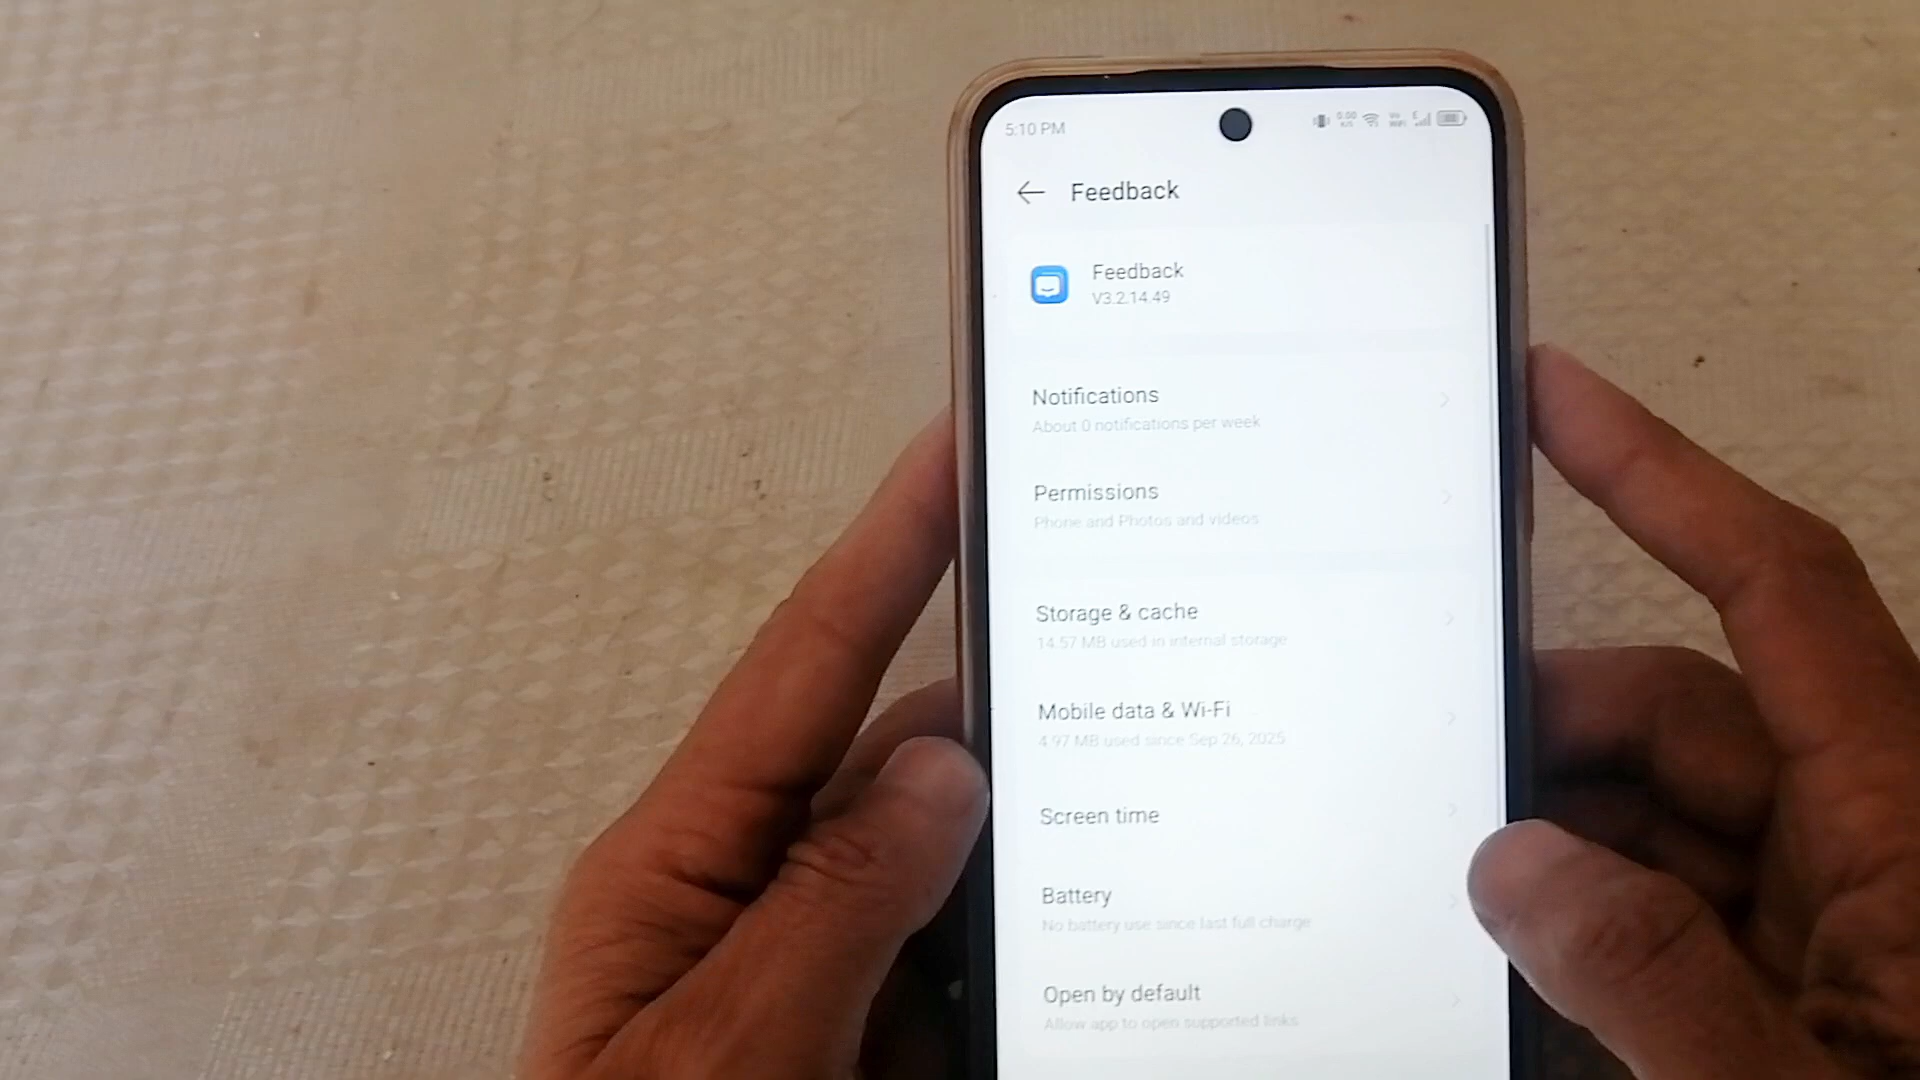 5:10 PM
Feedback
Feedback
V3.2.14.49
Notifications
About 0 notifications per week
Permissions
Phone and Photos and videos
Storage & cache
14.57 MB used in internal storage
Mobile data & Wi-Fi
4.97 MB used since Sep 26, 2025
Screen time
Battery
No battery use since last full charge
Open by default
Allow app to open supported links